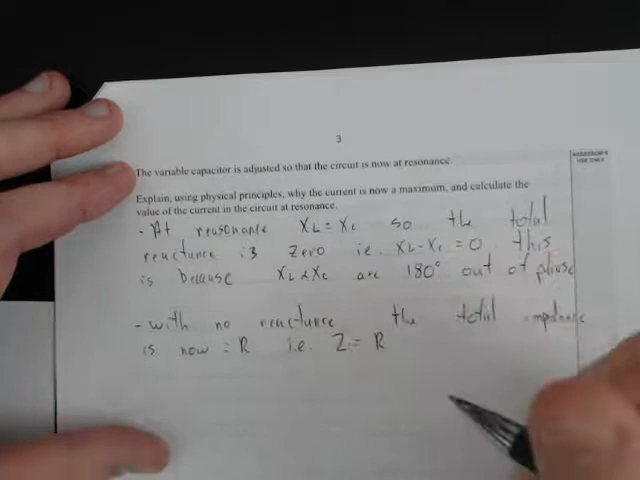 3
ASSESSOR'S
USE ONLY
The variable capacitor is adjusted so that the circuit is now at resonance.
Explain, using physical principles, why the current is now a maximum, and calculate the
value of the current in the circuit at resonance.
- At resonance XL = Xc so the total
reactance is zero i.e. XL - Xc = 0 this
is because XL & Xc are 180° out of phase
- with no reactance the total impedance
is now = R i.e. Z = R